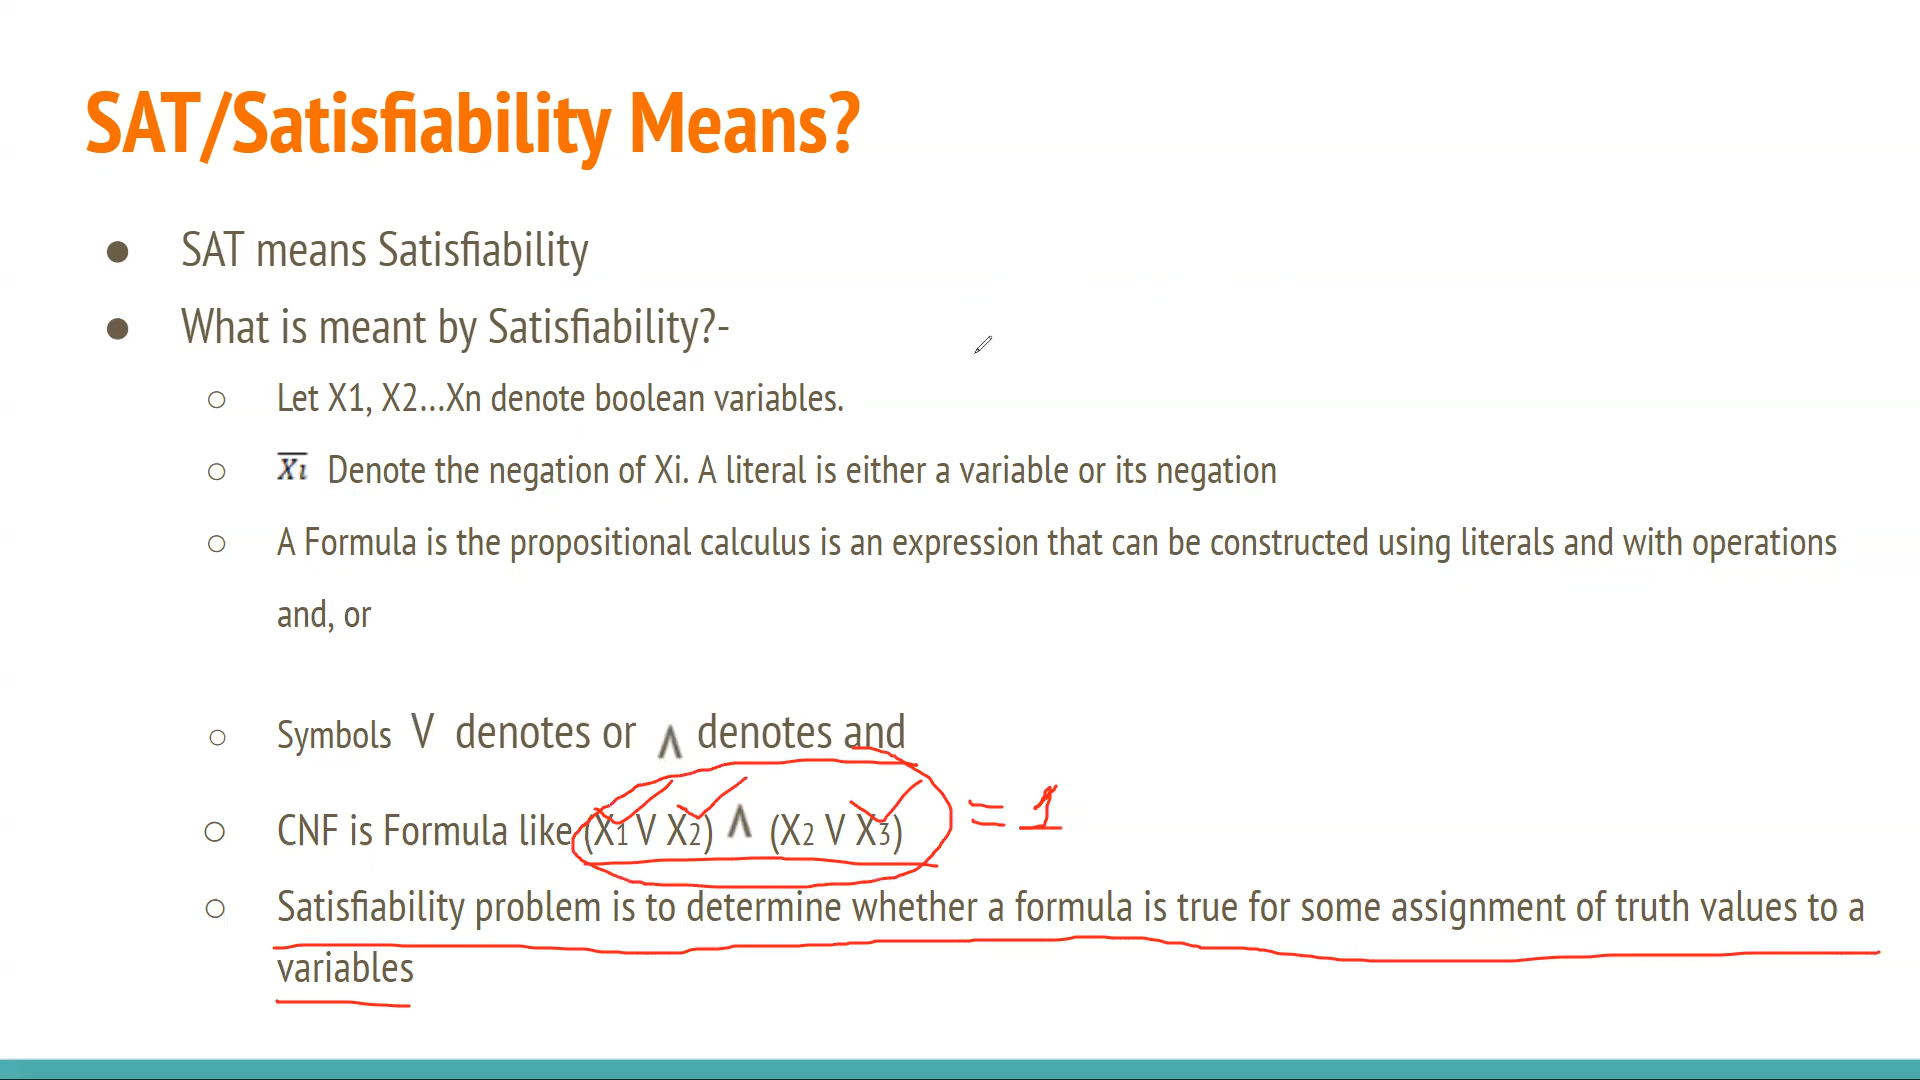 SAT/Satisfiability Means?
● SAT means Satisfiability
● What is meant by Satisfiability?-
○ Let X1, X2...Xn denote boolean variables.
○ X̅i̅ Denote the negation of Xi. A literal is either a variable or its negation
○ A Formula is the propositional calculus is an expression that can be constructed using literals and with operations
and, or
○ Symbols V denotes or Λ denotes and
○ CNF is Formula like (X1 V X2) Λ (X2 V X3) = 1
○ Satisfiability problem is to determine whether a formula is true for some assignment of truth values to a
variables